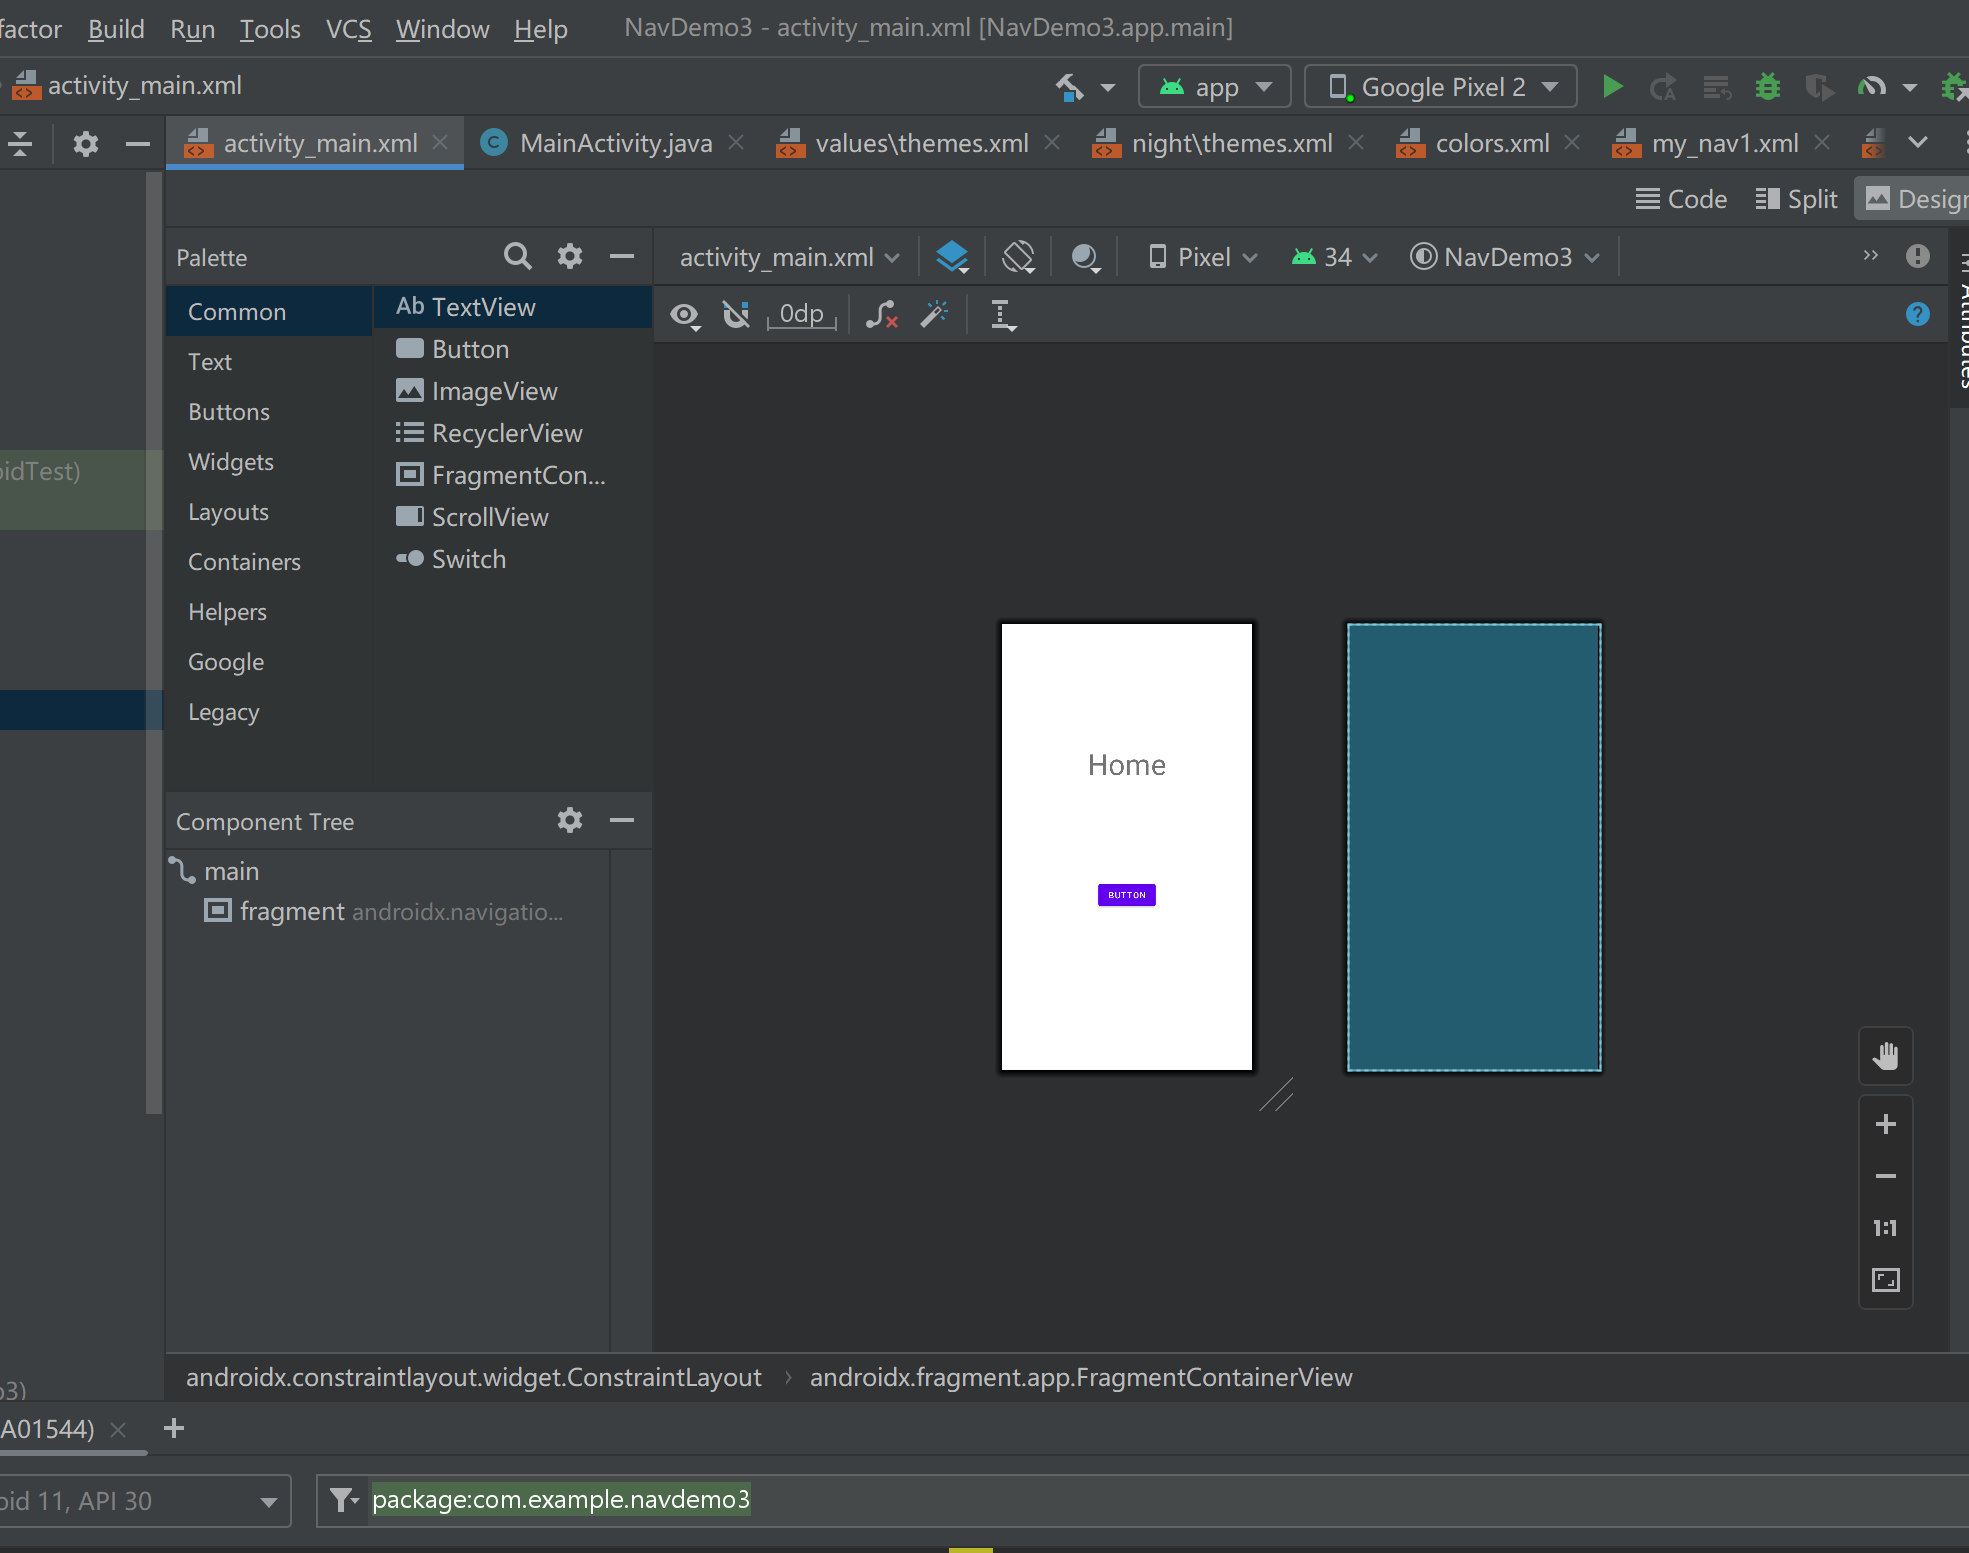 factor Build Run Tools VCS Window Help NavDemo3 - activity_main.xml [NavDemo3.app.main]
activity_main.xml app Google Pixel 2
activity_main.xml MainActivity.java values\themes.xml night\themes.xml colors.xml my_nav1.xml
Code Split Design
Palette
activity_main.xml Pixel 34 NavDemo3
0dp
Attributes
Common
Text
Buttons
Widgets
Layouts
Containers
Helpers
Google
Legacy
Ab TextView
Button
ImageView
RecyclerView
FragmentCon...
ScrollView
Switch
oidTest)
Home
BUTTON
Component Tree
main
fragment androidx.navigatio...
1:1
androidx.constraintlayout.widget.ConstraintLayout › androidx.fragment.app.FragmentContainerView
o3)
A01544)
oid 11, API 30
package:com.example.navdemo3